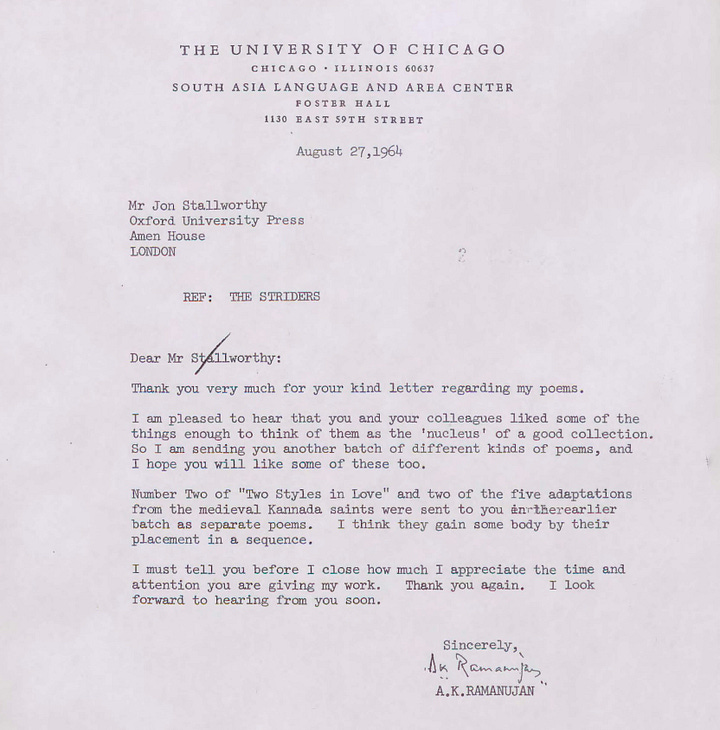 THE UNIVERSITY OF CHICAGO
CHICAGO · ILLINOIS 60637
SOUTH ASIA LANGUAGE AND AREA CENTER
FOSTER HALL
1130 EAST 59TH STREET
August 27,1964
Mr Jon Stallworthy
Oxford University Press
Amen House
LONDON
2
REF: THE STRIDERS
Dear Mr Stallworthy:
Thank you very much for your kind letter regarding my poems.
I am pleased to hear that you and your colleagues liked some of the
things enough to think of them as the 'nucleus' of a good collection.
So I am sending you another batch of different kinds of poems, and
I hope you will like some of these too.
Number Two of "Two Styles in Love" and two of the five adaptations
from the medieval Kannada saints were sent to you in the earlier
batch as separate poems. I think they gain some body by their
placement in a sequence.
I must tell you before I close how much I appreciate the time and
attention you are giving my work. Thank you again. I look
forward to hearing from you soon.
Sincerely,
AK Ramanujan
A.K.RAMANUJAN